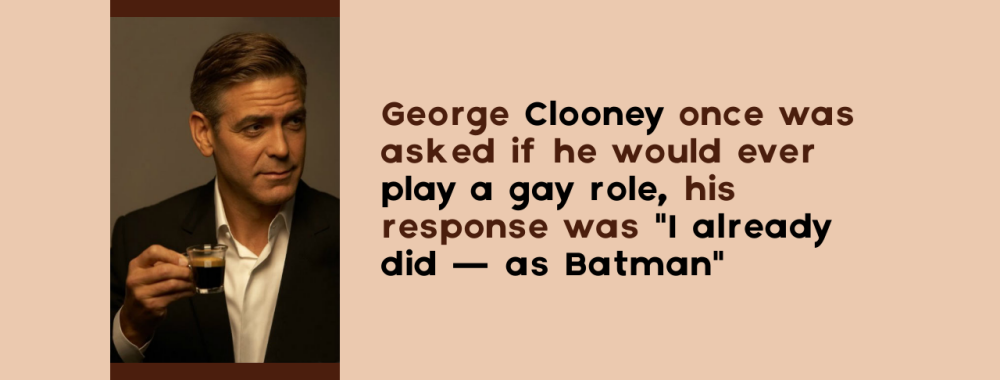 George Clooney once was
asked if he would ever
play a gay role, his
response was "I already
did — as Batman"